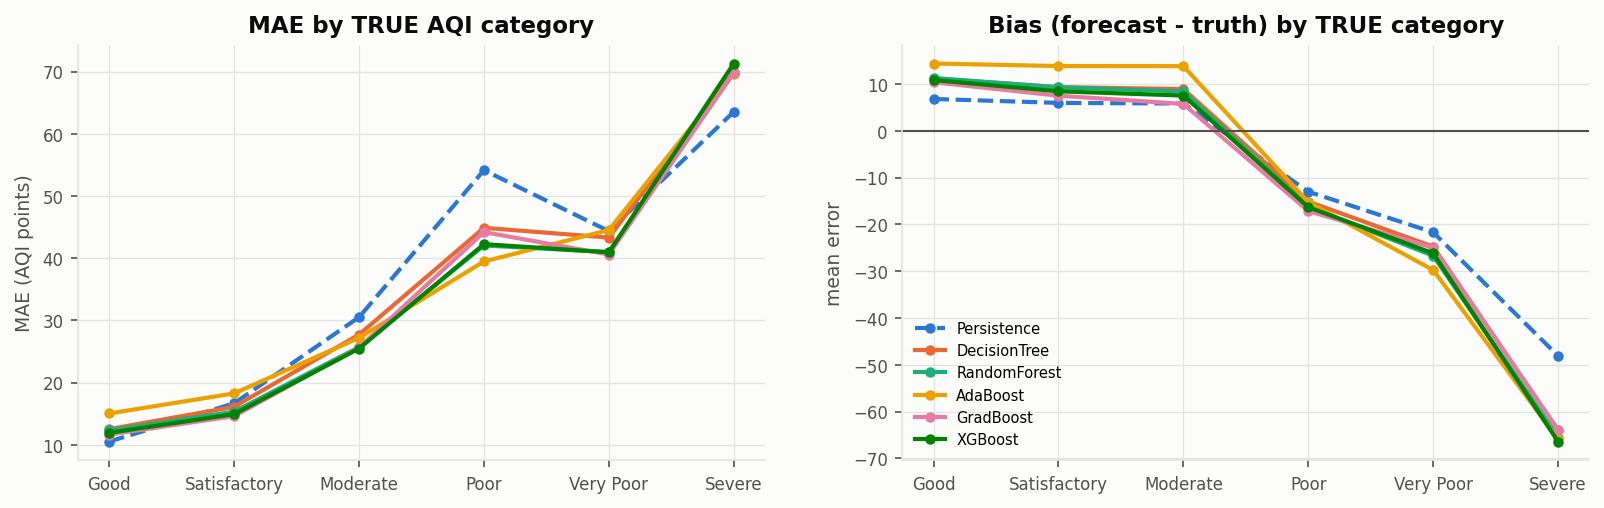 MAE by TRUE AQI category
MAE (AQI points)
70
60
50
40
30
20
10
Good
Satisfactory
Moderate
Poor
Very Poor
Severe
Bias (forecast - truth) by TRUE category
mean error
10
0
−10
−20
−30
−40
−50
−60
−70
Persistence
DecisionTree
RandomForest
AdaBoost
GradBoost
XGBoost
Good
Satisfactory
Moderate
Poor
Very Poor
Severe